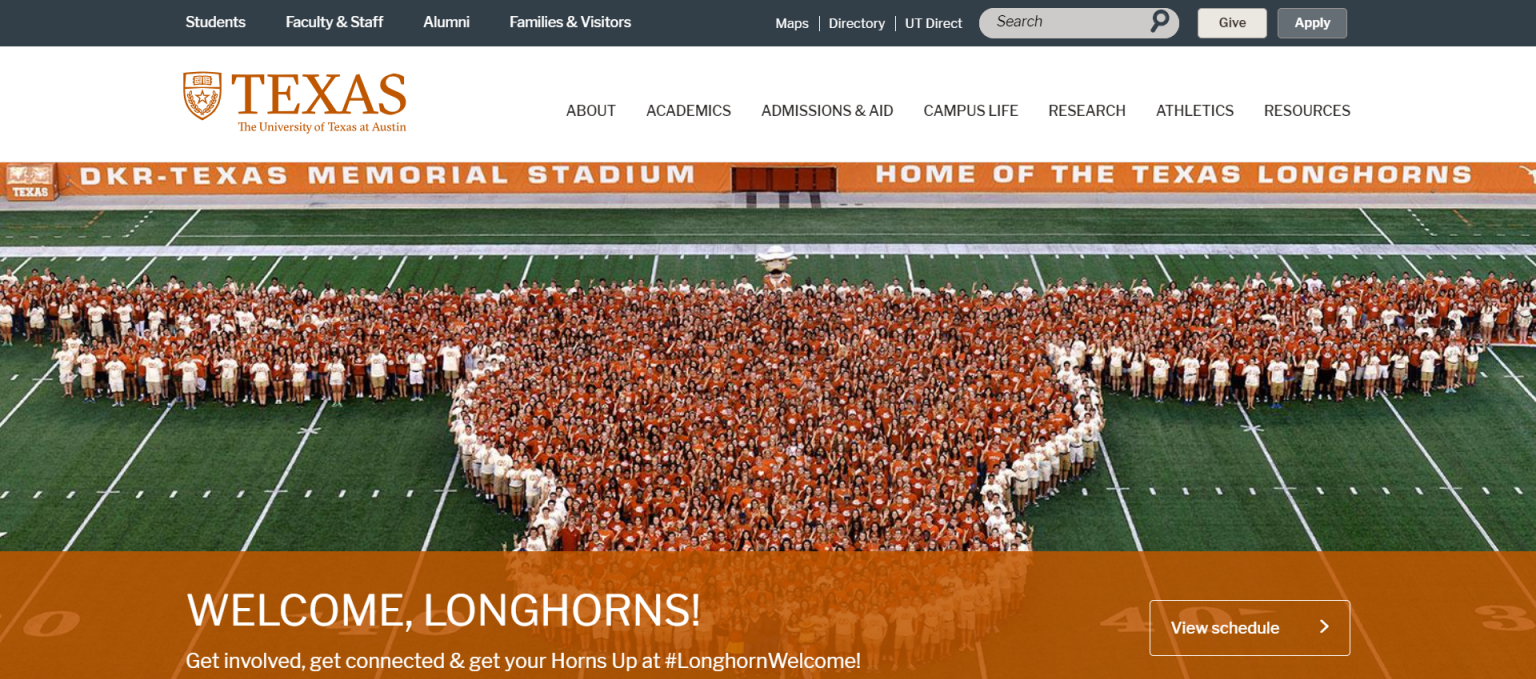 Students Faculty & Staff Alumni Families & Visitors Maps Directory UT Direct Search Give Apply
TEXAS
The University of Texas at Austin
ABOUT ACADEMICS ADMISSIONS & AID CAMPUS LIFE RESEARCH ATHLETICS RESOURCES
DKR-TEXAS MEMORIAL STADIUM HOME OF THE TEXAS LONGHORNS
TEXAS
WELCOME, LONGHORNS!
Get involved, get connected & get your Horns Up at #LonghornWelcome!
View schedule